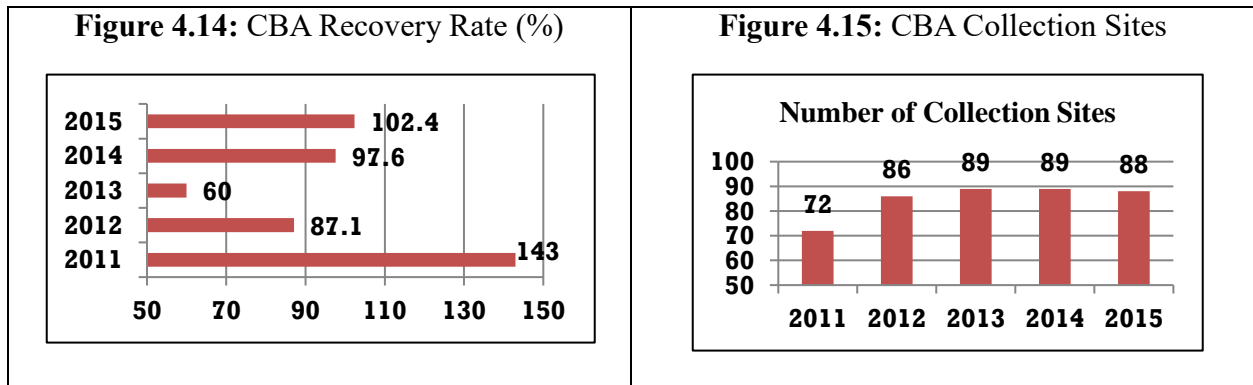 Figure 4.14: CBA Recovery Rate (%)
2015
102.4
2014
97.6
2013
60
2012
87.1
2011
143
50 70 90 110 130 150
Figure 4.15: CBA Collection Sites
Number of Collection Sites
100
90
80
70
60
50
72 86 89 89 88
2011 2012 2013 2014 2015